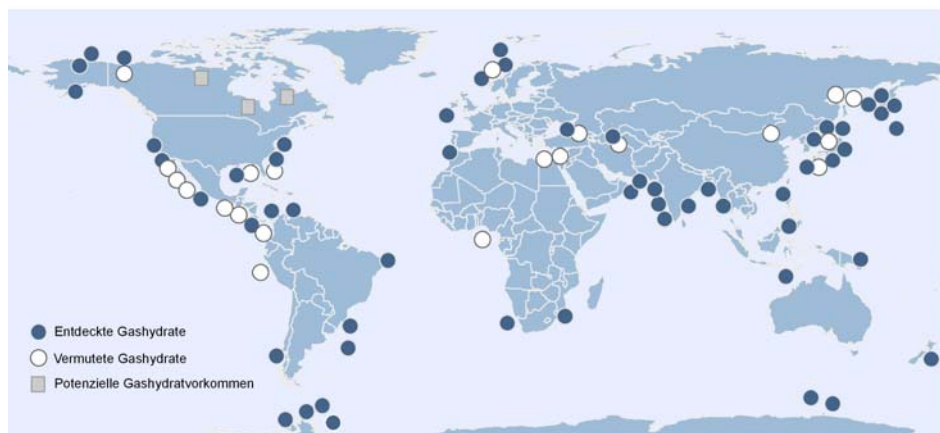 Entdeckte Gashydrate
Vermutete Gashydrate
Potenzielle Gashydratvorkommen